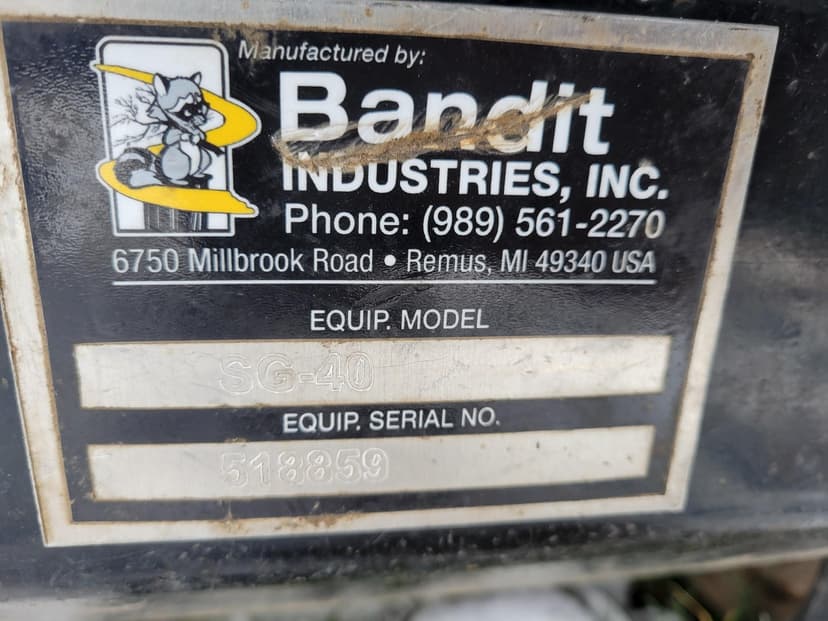 Manufactured by:
Bandit
INDUSTRIES, INC.
Phone: (989) 561-2270
6750 Millbrook Road • Remus, MI 49340 USA
EQUIP. MODEL
SG-40
EQUIP. SERIAL NO.
518859